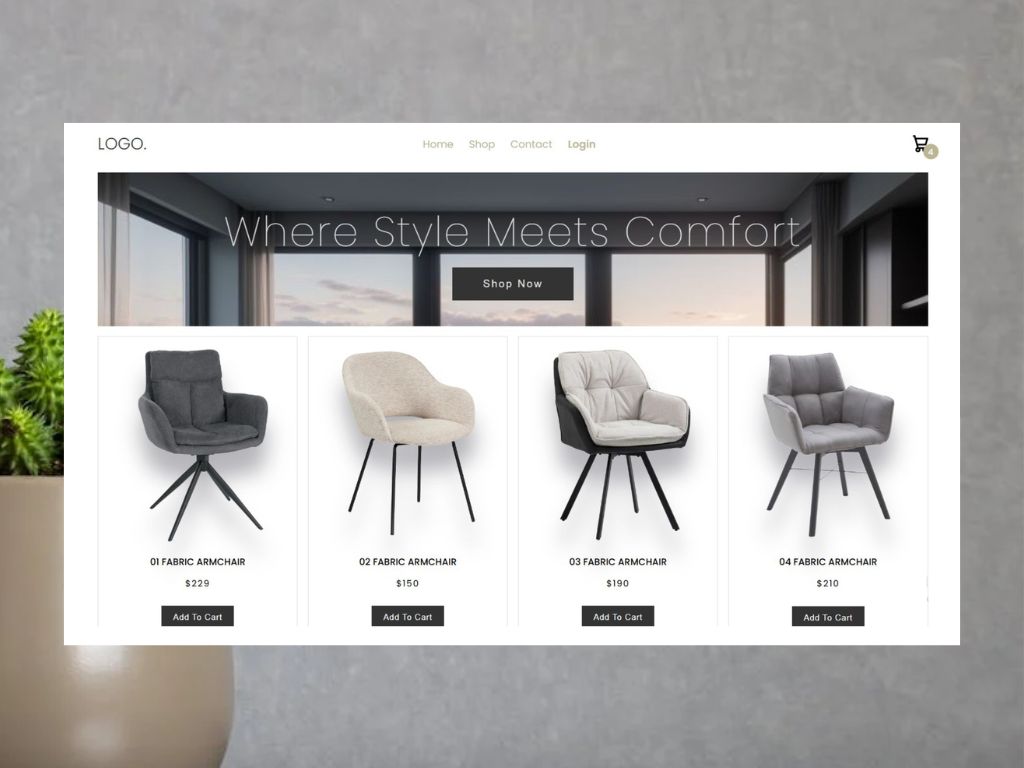 LOGO.
Home Shop Contact Login
4
Where Style Meets Comfort
Shop Now
01 FABRIC ARMCHAIR
$229
Add To Cart
02 FABRIC ARMCHAIR
$150
Add To Cart
03 FABRIC ARMCHAIR
$190
Add To Cart
04 FABRIC ARMCHAIR
$210
Add To Cart